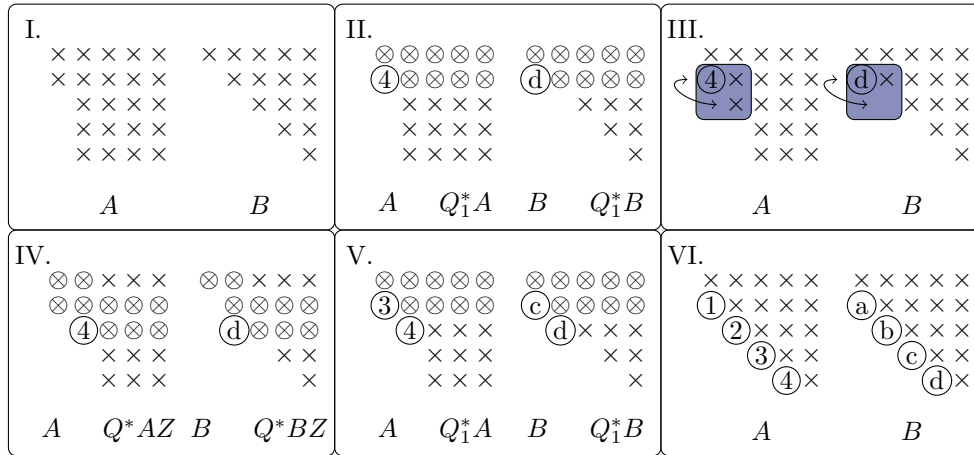 I.
× × × × ×   × × × × ×
× × × × ×   × × × ×
× × × ×   × × ×
× × × ×   × ×
× × × ×   ×
A   B
II.
⊗ ⊗ ⊗ ⊗ ⊗   ⊗ ⊗ ⊗ ⊗ ⊗
④ ⊗ ⊗ ⊗ ⊗   ⓓ ⊗ ⊗ ⊗ ⊗
× × × ×   × × ×
× × × ×   × ×
× × × ×   ×
A   Q₁*A   B   Q₁*B
III.
× × × × ×   × × × × ×
④ × × × ×   ⓓ × × × ×
× × × ×   × × ×
× × ×   × ×
× × ×   ×
A   B
IV.
⊗ ⊗ × × ×   ⊗ ⊗ × × ×
⊗ ⊗ ⊗ ⊗ ⊗   ⊗ ⊗ ⊗ ⊗
④ ⊗ ⊗ ⊗   ⓓ ⊗ ⊗ ⊗
× × ×   × ×
× × ×   ×
A   Q*AZ   B   Q*BZ
V.
⊗ ⊗ ⊗ ⊗ ⊗   ⊗ ⊗ ⊗ ⊗ ⊗
③ ⊗ ⊗ ⊗ ⊗   ⓒ ⊗ ⊗ ⊗ ⊗
④ × × ×   ⓓ × × ×
× × ×   × ×
× × ×   ×
A   Q₁*A   B   Q₁*B
VI.
× × × × ×   × × × × ×
① × × × ×   ⓐ × × × ×
② × × ×   ⓑ × × ×
③ × ×   ⓒ × ×
④ ×   ⓓ ×
A   B